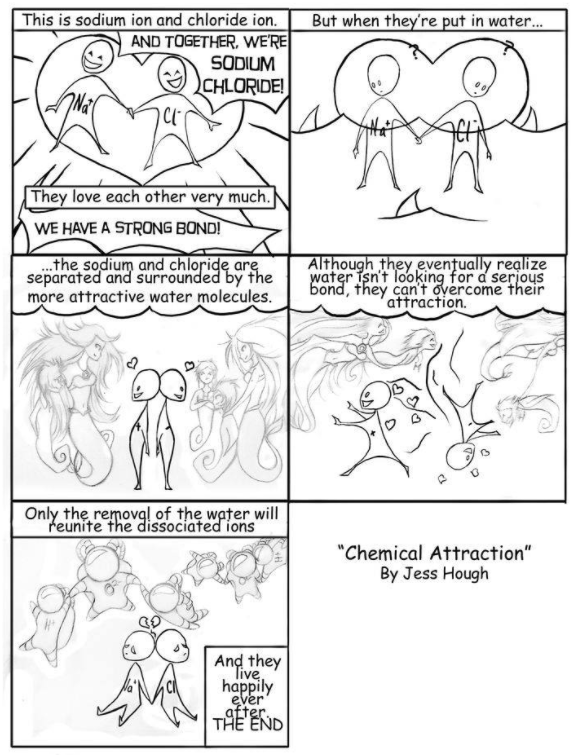 This is sodium ion and chloride ion.
AND TOGETHER, WE'RE
SODIUM
CHLORIDE!
Na+
Cl-
They love each other very much.
WE HAVE A STRONG BOND!
But when they're put in water...
?
?
Na+
Cl-
...the sodium and chloride are
separated and surrounded by the
more attractive water molecules.
+
-
Although they eventually realize
water isn't looking for a serious
bond, they can't overcome their
attraction.
+
Only the removal of the water will
reunite the dissociated ions
Na+
Cl
And they
live
happily
ever
after.
THE END
"Chemical Attraction"
By Jess Hough